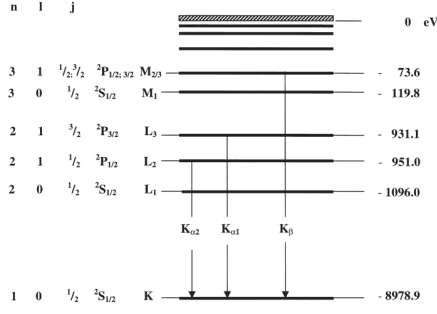 n l j
0 eV
3 1 1/2; 3/2 2P1/2; 3/2 M2/3 - 73.6
3 0 1/2 2S1/2 M1 - 119.8
2 1 3/2 2P3/2 L3 - 931.1
2 1 1/2 2P1/2 L2 - 951.0
2 0 1/2 2S1/2 L1 - 1096.0
Kα2 Kα1 Kβ
1 0 1/2 2S1/2 K - 8978.9